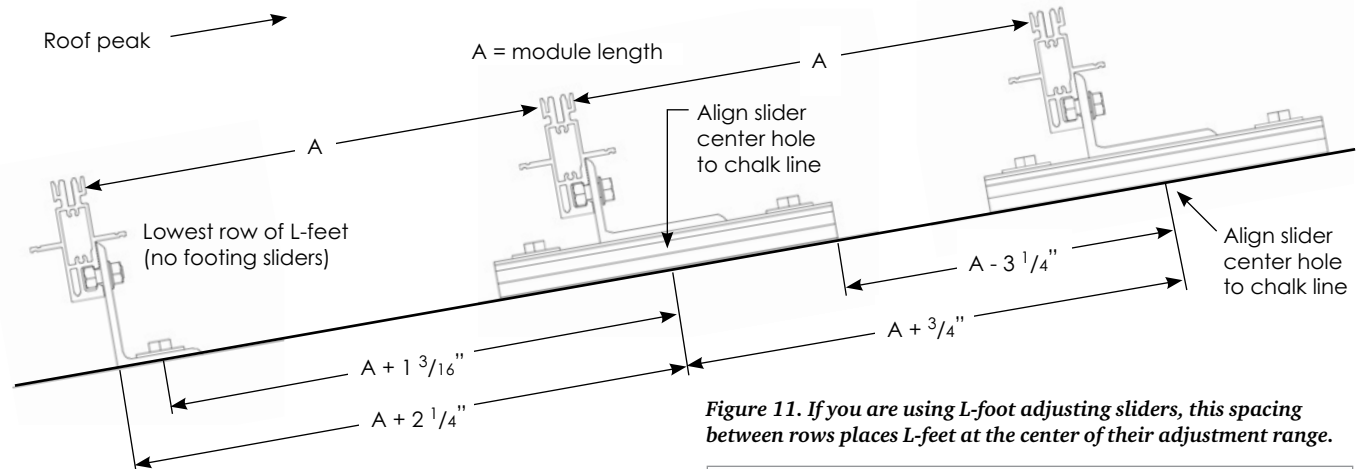 Roof peak
A = module length
A
A
Align slider
center hole
to chalk line
Lowest row of L-feet
(no footing sliders)
A - 3 1/4”
Align slider
center hole
to chalk line
A + 3/4”
A + 1 3/16”
A + 2 1/4”
Figure 11. If you are using L-foot adjusting sliders, this spacing
between rows places L-feet at the center of their adjustment range.